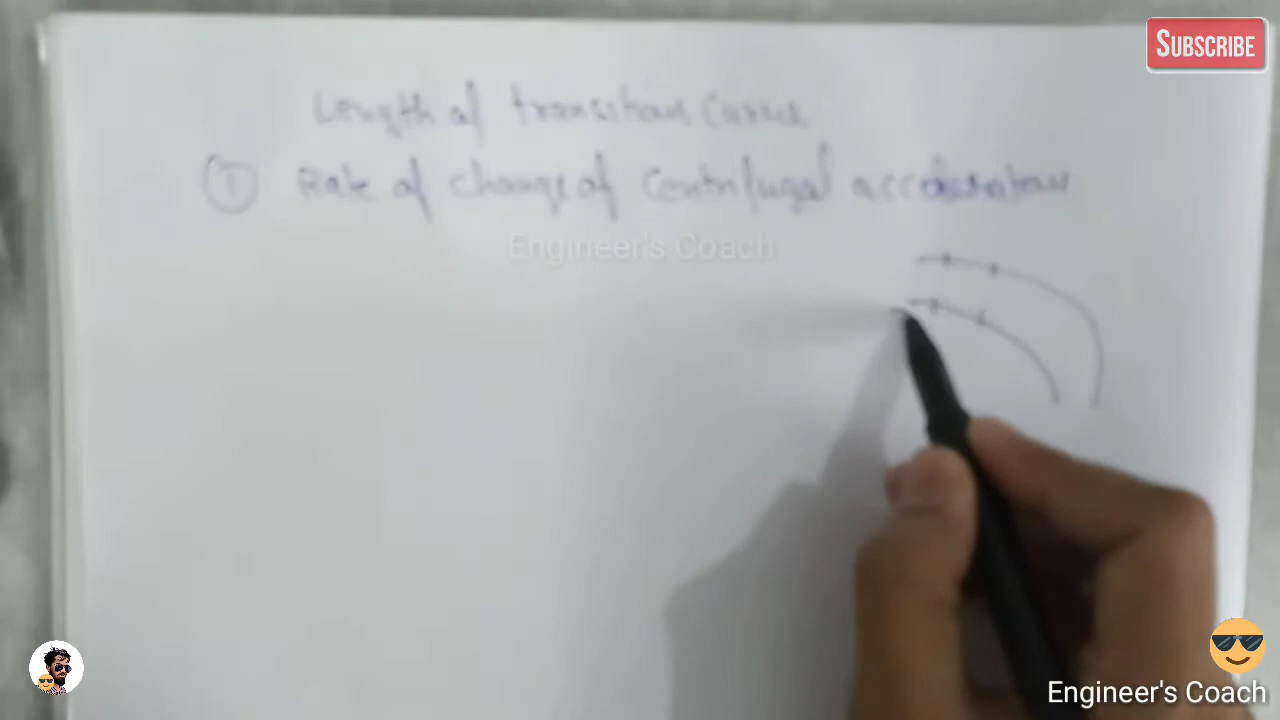 SUBSCRIBE
Length of transition Curve
① Rate of change of Centrifugal acceleration
Engineer's Coach
Engineer's Coach